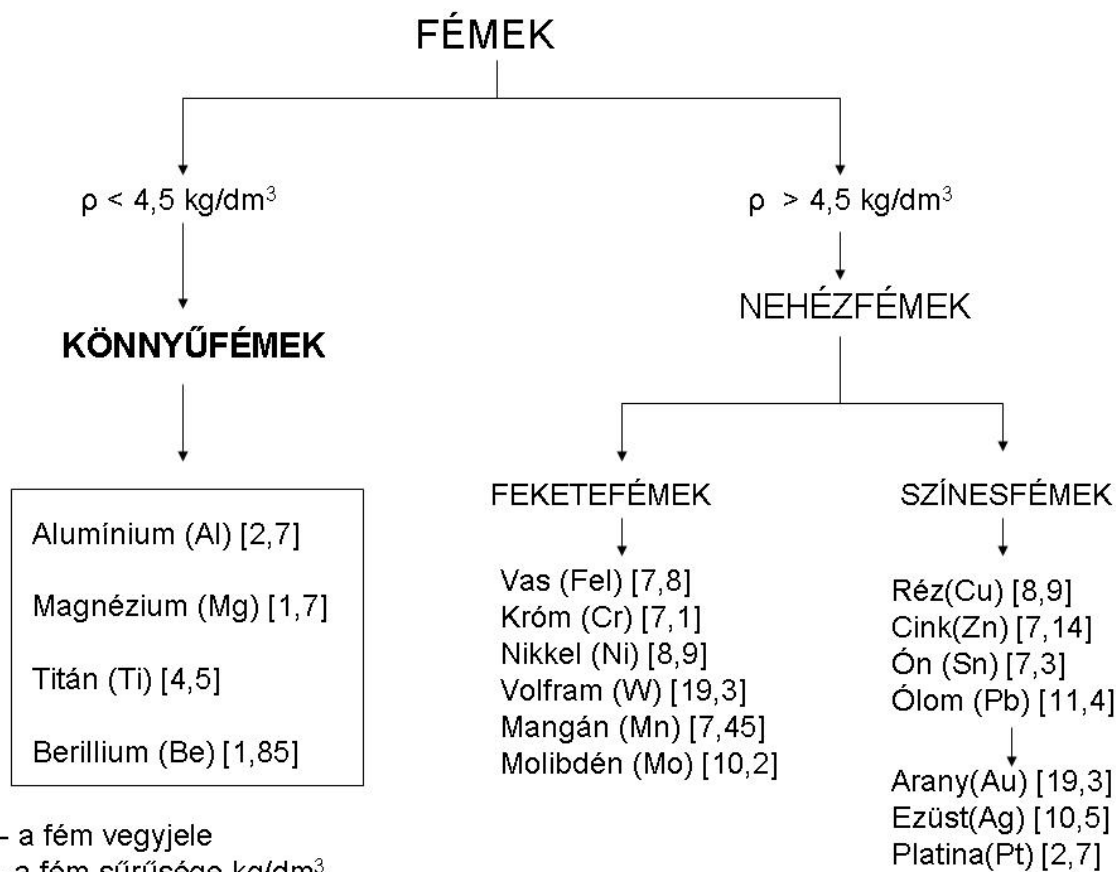 FÉMEK
ρ < 4,5 kg/dm³
ρ > 4,5 kg/dm³
KÖNNYŰFÉMEK
NEHÉZFÉMEK
Alumínium (Al) [2,7]
Magnézium (Mg) [1,7]
Titán (Ti) [4,5]
Berillium (Be) [1,85]
FEKETEFÉMEK
Vas (Fel) [7,8]
Króm (Cr) [7,1]
Nikkel (Ni) [8,9]
Volfram (W) [19,3]
Mangán (Mn) [7,45]
Molibdén (Mo) [10,2]
SZÍNESFÉMEK
Réz(Cu) [8,9]
Cink(Zn) [7,14]
Ón (Sn) [7,3]
Ólom (Pb) [11,4]
Arany(Au) [19,3]
Ezüst(Ag) [10,5]
Platina(Pt) [2,7]
- a fém vegyjele
a fém sűrűsége kg/dm³